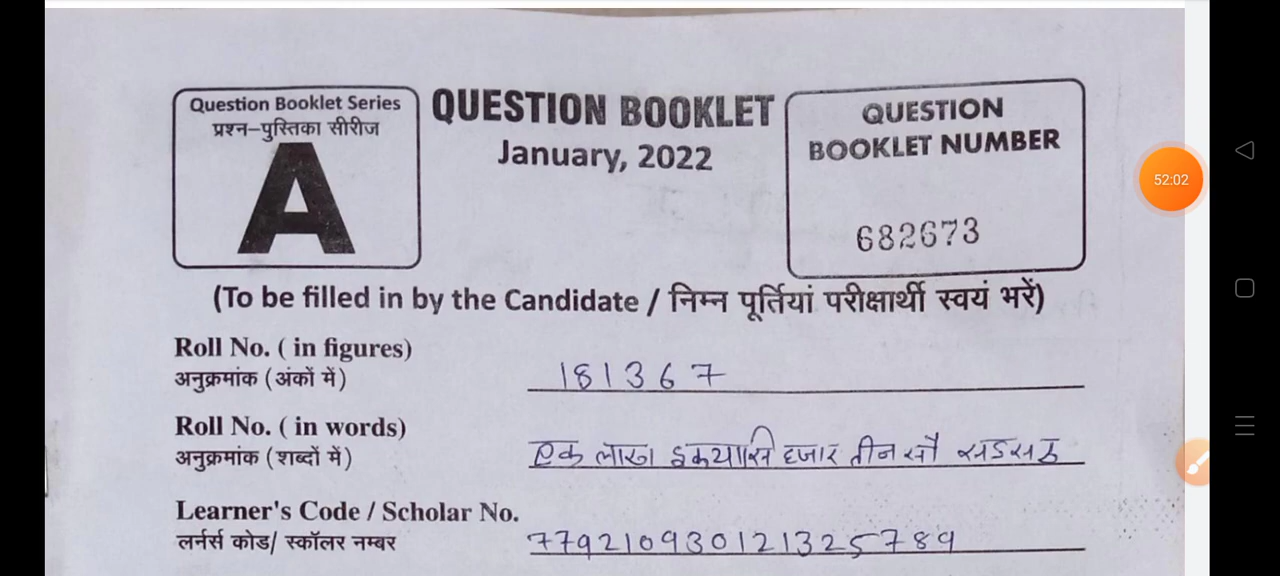 Question Booklet Series
प्रश्न–पुस्तिका सीरीज
A
QUESTION BOOKLET
January, 2022
QUESTION
BOOKLET NUMBER
682673
52:02
(To be filled in by the Candidate / निम्न पूर्तियां परीक्षार्थी स्वयं भरें)
Roll No. ( in figures)
अनुक्रमांक (अंकों में)
181367
Roll No. ( in words)
अनुक्रमांक (शब्दों में)
एक लाख इकयासि हजार तीन सौ सडसठ
Learner's Code / Scholar No.
लर्नर्स कोड/ स्कॉलर नम्बर
779210930121325789